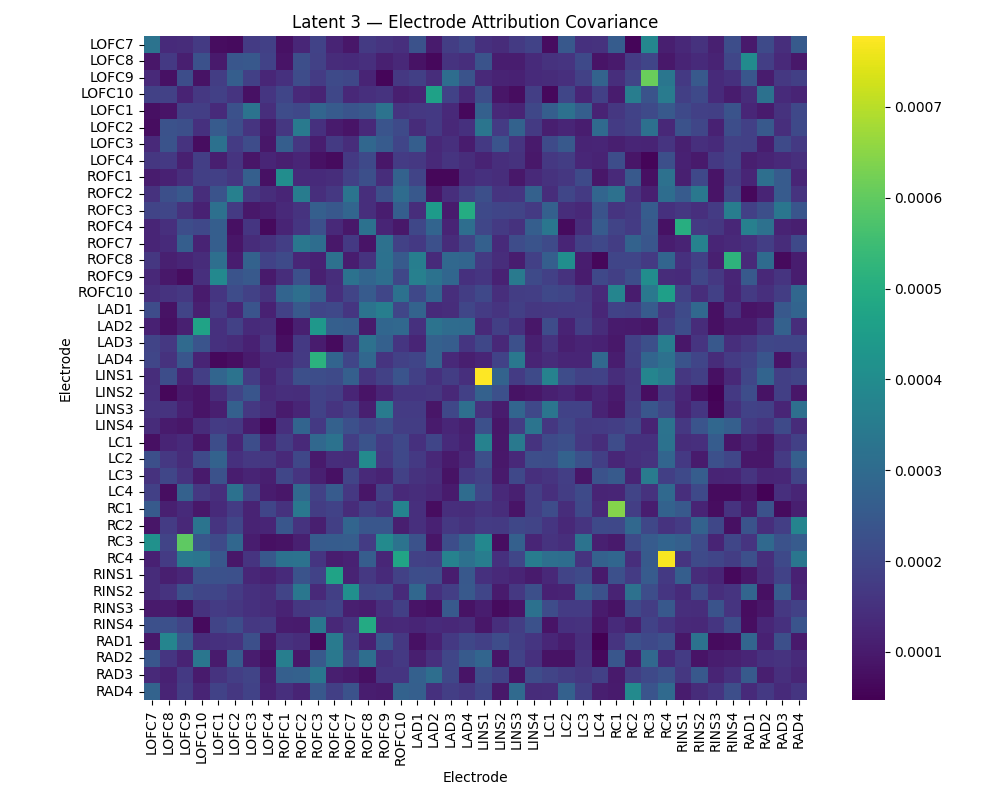 Latent 3 — Electrode Attribution Covariance
LOFC7
LOFC8
LOFC9
LOFC10
LOFC1
LOFC2
LOFC3
LOFC4
ROFC1
ROFC2
ROFC3
ROFC4
ROFC7
ROFC8
ROFC9
ROFC10
LAD1
LAD2
LAD3
LAD4
LINS1
LINS2
LINS3
LINS4
LC1
LC2
LC3
LC4
RC1
RC2
RC3
RC4
RINS1
RINS2
RINS3
RINS4
RAD1
RAD2
RAD3
RAD4
Electrode
LOFC7 LOFC8 LOFC9 LOFC10 LOFC1 LOFC2 LOFC3 LOFC4 ROFC1 ROFC2 ROFC3 ROFC4 ROFC7 ROFC8 ROFC9 ROFC10 LAD1 LAD2 LAD3 LAD4 LINS1 LINS2 LINS3 LINS4 LC1 LC2 LC3 LC4 RC1 RC2 RC3 RC4 RINS1 RINS2 RINS3 RINS4 RAD1 RAD2 RAD3 RAD4
Electrode
0.0007
0.0006
0.0005
0.0004
0.0003
0.0002
0.0001